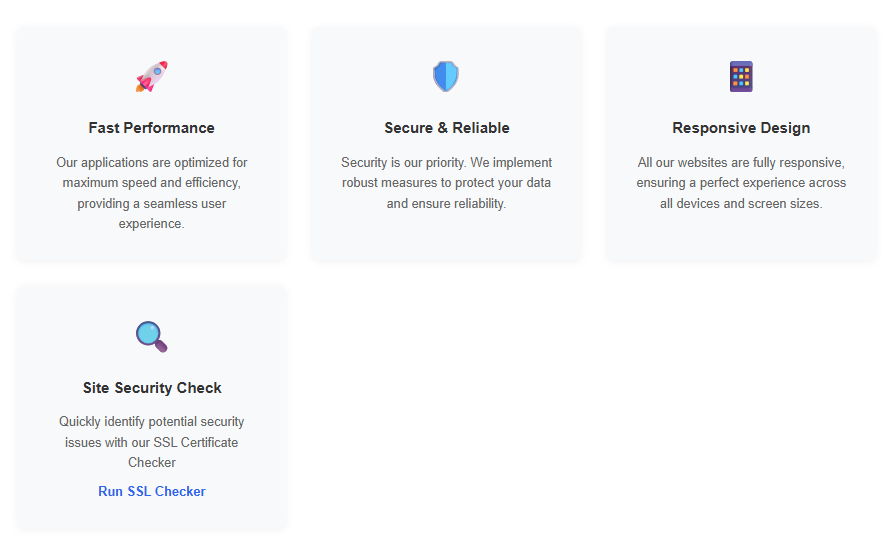 Fast Performance
Our applications are optimized for
maximum speed and efficiency,
providing a seamless user
experience.
Secure & Reliable
Security is our priority. We implement
robust measures to protect your data
and ensure reliability.
Responsive Design
All our websites are fully responsive,
ensuring a perfect experience across
all devices and screen sizes.
Site Security Check
Quickly identify potential security
issues with our SSL Certificate
Checker
Run SSL Checker